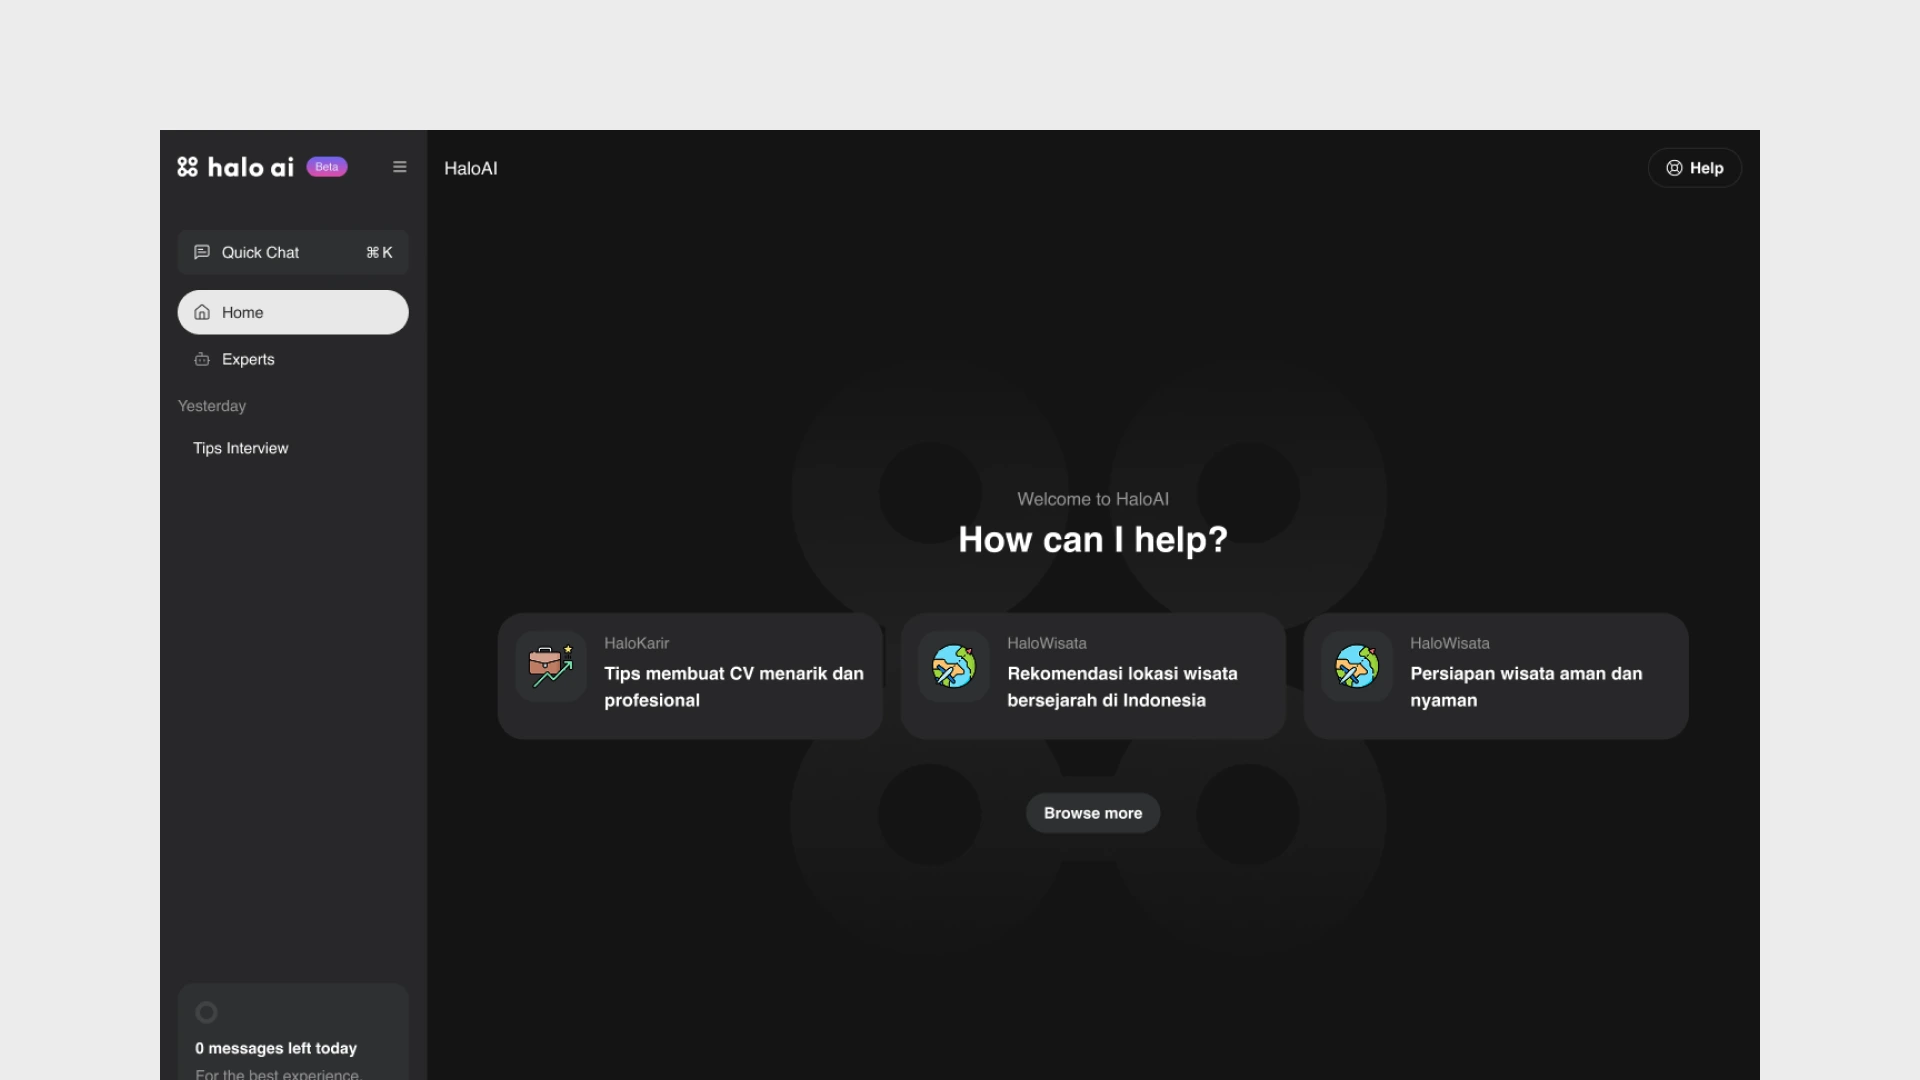 halo ai
Beta
HaloAI
Help
Quick Chat
⌘ K
Home
Experts
Yesterday
Tips Interview
Welcome to HaloAI
How can I help?
HaloKarir
Tips membuat CV menarik dan
profesional
HaloWisata
Rekomendasi lokasi wisata
bersejarah di Indonesia
HaloWisata
Persiapan wisata aman dan
nyaman
Browse more
0 messages left today
For the best experience,